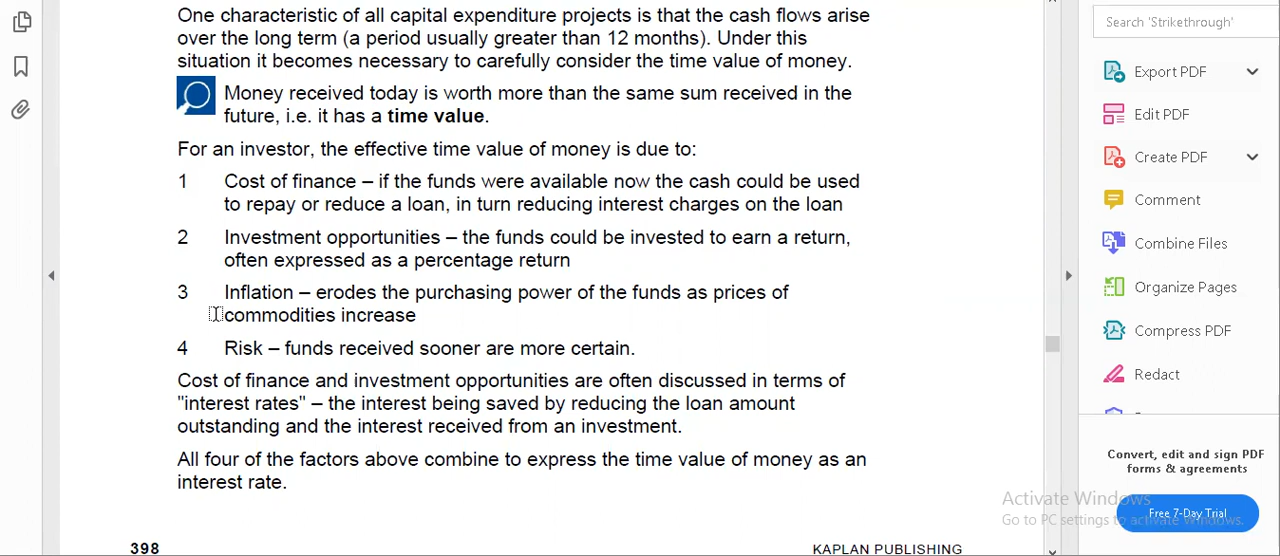 One characteristic of all capital expenditure projects is that the cash flows arise
over the long term (a period usually greater than 12 months). Under this
situation it becomes necessary to carefully consider the time value of money.
Money received today is worth more than the same sum received in the
future, i.e. it has a time value.
For an investor, the effective time value of money is due to:
1 Cost of finance – if the funds were available now the cash could be used
to repay or reduce a loan, in turn reducing interest charges on the loan
2 Investment opportunities – the funds could be invested to earn a return,
often expressed as a percentage return
3 Inflation – erodes the purchasing power of the funds as prices of
commodities increase
4 Risk – funds received sooner are more certain.
Cost of finance and investment opportunities are often discussed in terms of
"interest rates" – the interest being saved by reducing the loan amount
outstanding and the interest received from an investment.
All four of the factors above combine to express the time value of money as an
interest rate.
398 KAPLAN PUBLISHING
Search 'Strikethrough'
Export PDF
Edit PDF
Create PDF
Comment
Combine Files
Organize Pages
Compress PDF
Redact
Convert, edit and sign PDF
forms & agreements
Free 7-Day Trial
Activate Windows
Go to PC settings to activate Windows.